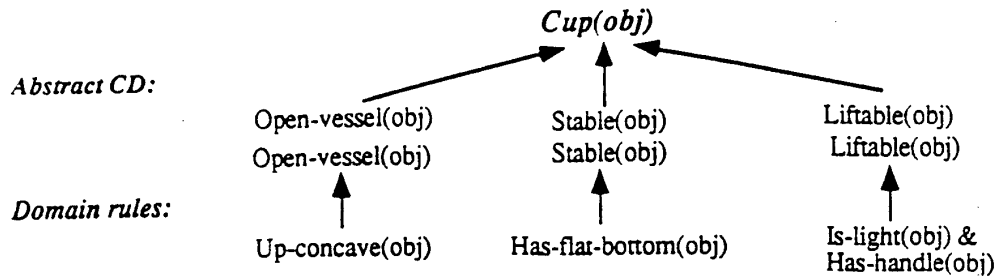 Cup(obj)
Abstract CD:
Open-vessel(obj) Stable(obj) Liftable(obj)
Open-vessel(obj) Stable(obj) Liftable(obj)
Domain rules:
Up-concave(obj) Has-flat-bottom(obj) Is-light(obj) &
Has-handle(obj)